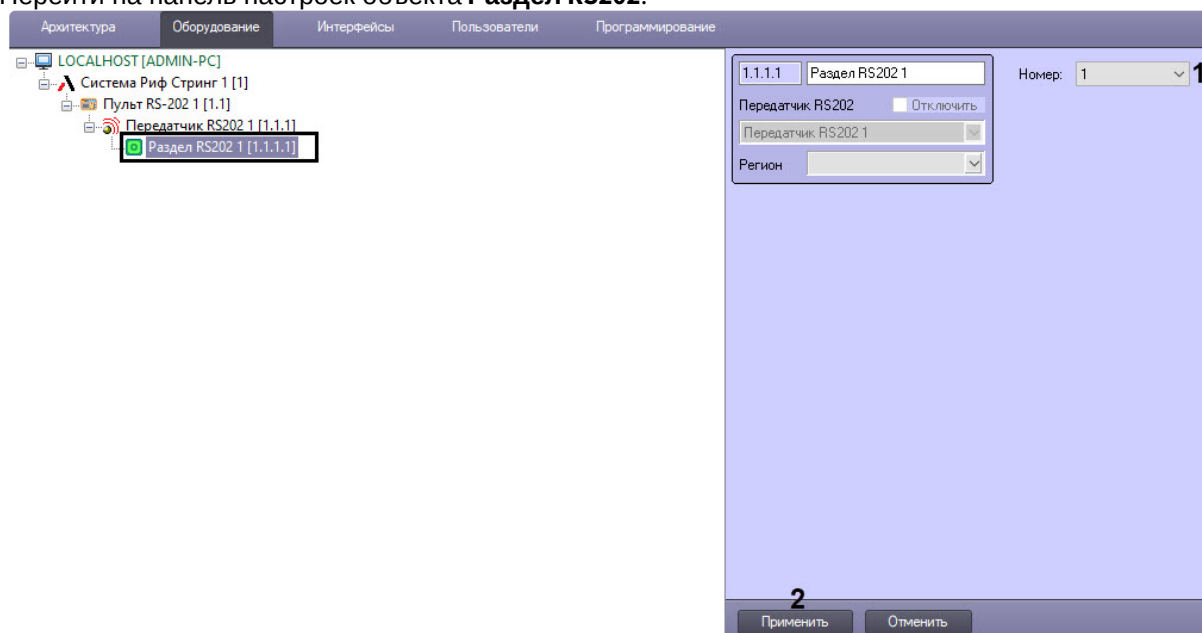 Перейти на панель настроек объекта Раздел RS202.
Архитектура Оборудование Интерфейсы Пользователи Программирование
LOCALHOST [ADMIN-PC]
Система Риф Стринг 1 [1]
Пульт RS-202 1 [1.1]
Передатчик RS202 1 [1.1.1]
Раздел RS202 1 [1.1.1.1]
1.1.1.1 Раздел RS202 1 Номер: 1 1
Передатчик RS202 Отключить
Передатчик RS202 1
Регион
2
Применить Отменить